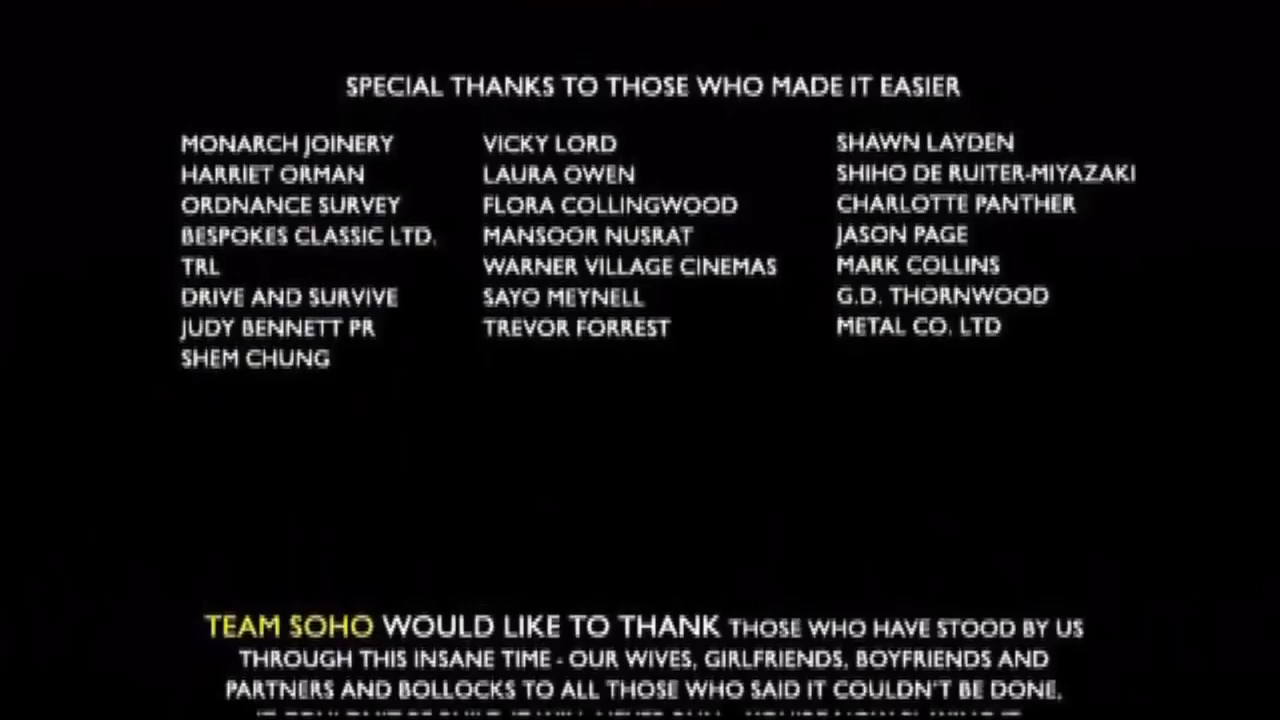 SPECIAL THANKS TO THOSE WHO MADE IT EASIER
MONARCH JOINERY
HARRIET ORMAN
ORDNANCE SURVEY
BESPOKES CLASSIC LTD.
TRL
DRIVE AND SURVIVE
JUDY BENNETT PR
SHEM CHUNG
VICKY LORD
LAURA OWEN
FLORA COLLINGWOOD
MANSOOR NUSRAT
WARNER VILLAGE CINEMAS
SAYO MEYNELL
TREVOR FORREST
SHAWN LAYDEN
SHIHO DE RUITER-MIYAZAKI
CHARLOTTE PANTHER
JASON PAGE
MARK COLLINS
G.D. THORNWOOD
METAL CO. LTD
TEAM SOHO WOULD LIKE TO THANK THOSE WHO HAVE STOOD BY US
THROUGH THIS INSANE TIME - OUR WIVES, GIRLFRIENDS, BOYFRIENDS AND
PARTNERS AND BOLLOCKS TO ALL THOSE WHO SAID IT COULDN'T BE DONE.